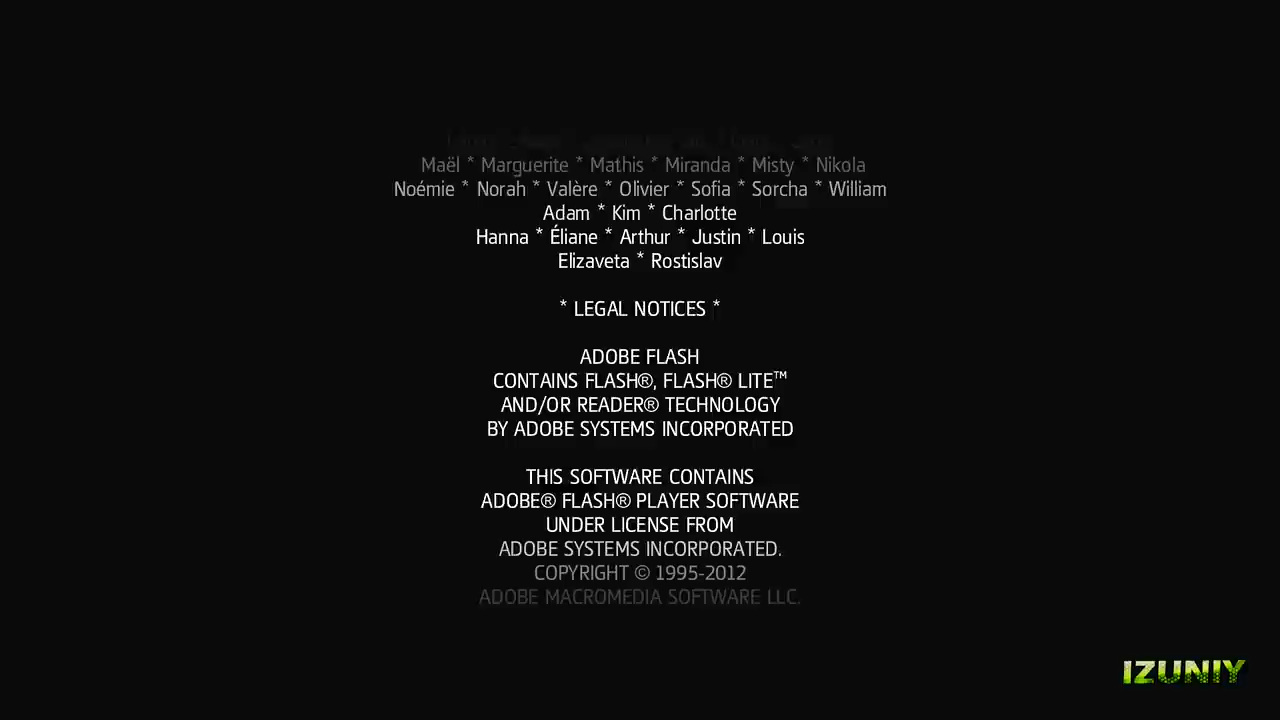 Maël * Marguerite * Mathis * Miranda * Misty * Nikola
Noémie * Norah * Valère * Olivier * Sofia * Sorcha * William
Adam * Kim * Charlotte
Hanna * Éliane * Arthur * Justin * Louis
Elizaveta * Rostislav
* LEGAL NOTICES *
ADOBE FLASH
CONTAINS FLASH®, FLASH® LITE™
AND/OR READER® TECHNOLOGY
BY ADOBE SYSTEMS INCORPORATED
THIS SOFTWARE CONTAINS
ADOBE® FLASH® PLAYER SOFTWARE
UNDER LICENSE FROM
ADOBE SYSTEMS INCORPORATED.
COPYRIGHT © 1995-2012
ADOBE MACROMEDIA SOFTWARE LLC.
IZUNIY